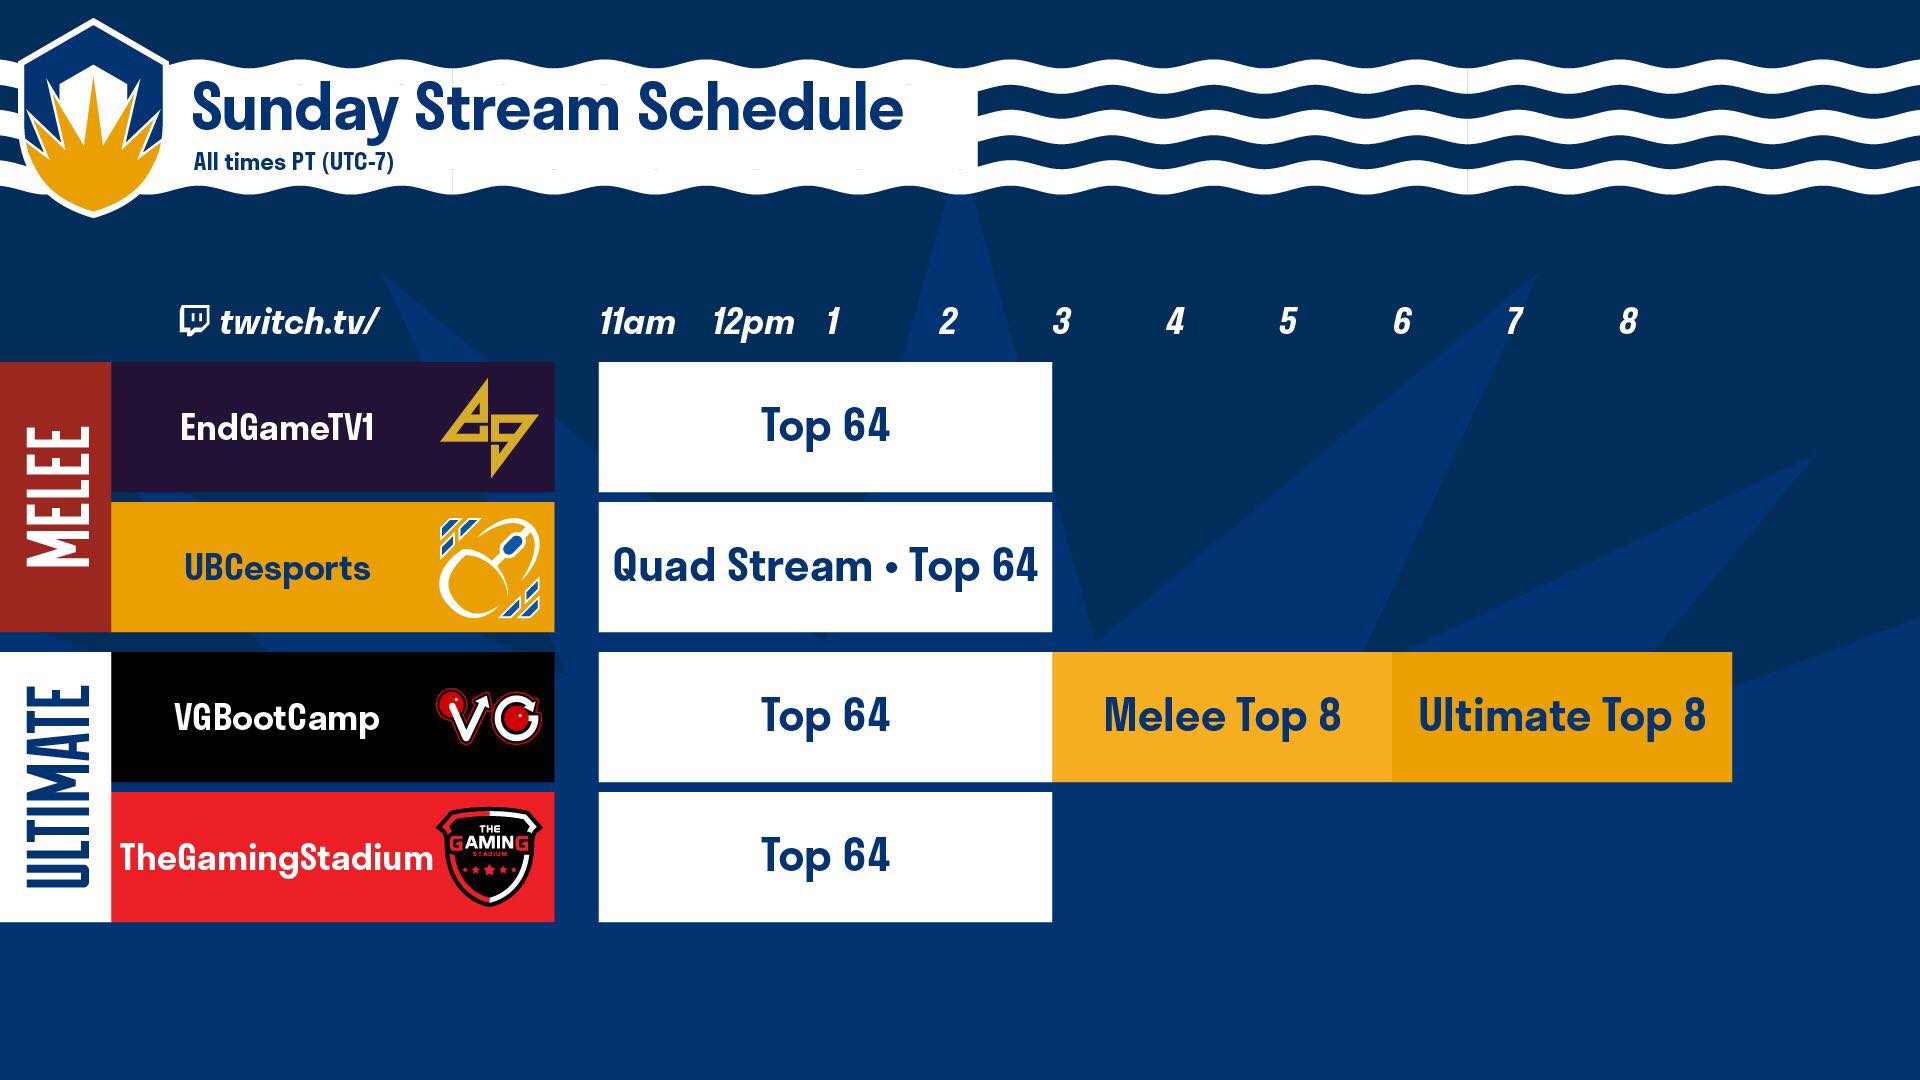 Sunday Stream Schedule
All times PT (UTC-7)
twitch.tv/ 11am 12pm 1 2 3 4 5 6 7 8
MELEE
EndGameTV1 Top 64
UBCesports Quad Stream • Top 64
ULTIMATE
VGBootCamp VG Top 64 Melee Top 8 Ultimate Top 8
TheGamingStadium THE GAMING STADIUM Top 64